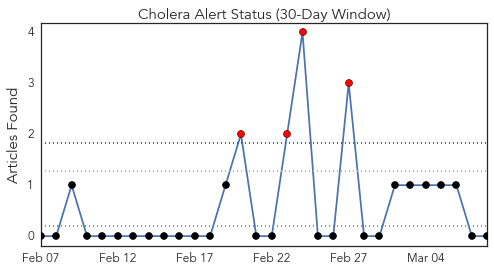 Cholera Alert Status (30-Day Window)
Articles Found
4
3
2
1
0
Feb 07
Feb 12
Feb 17
Feb 22
Feb 27
Mar 04